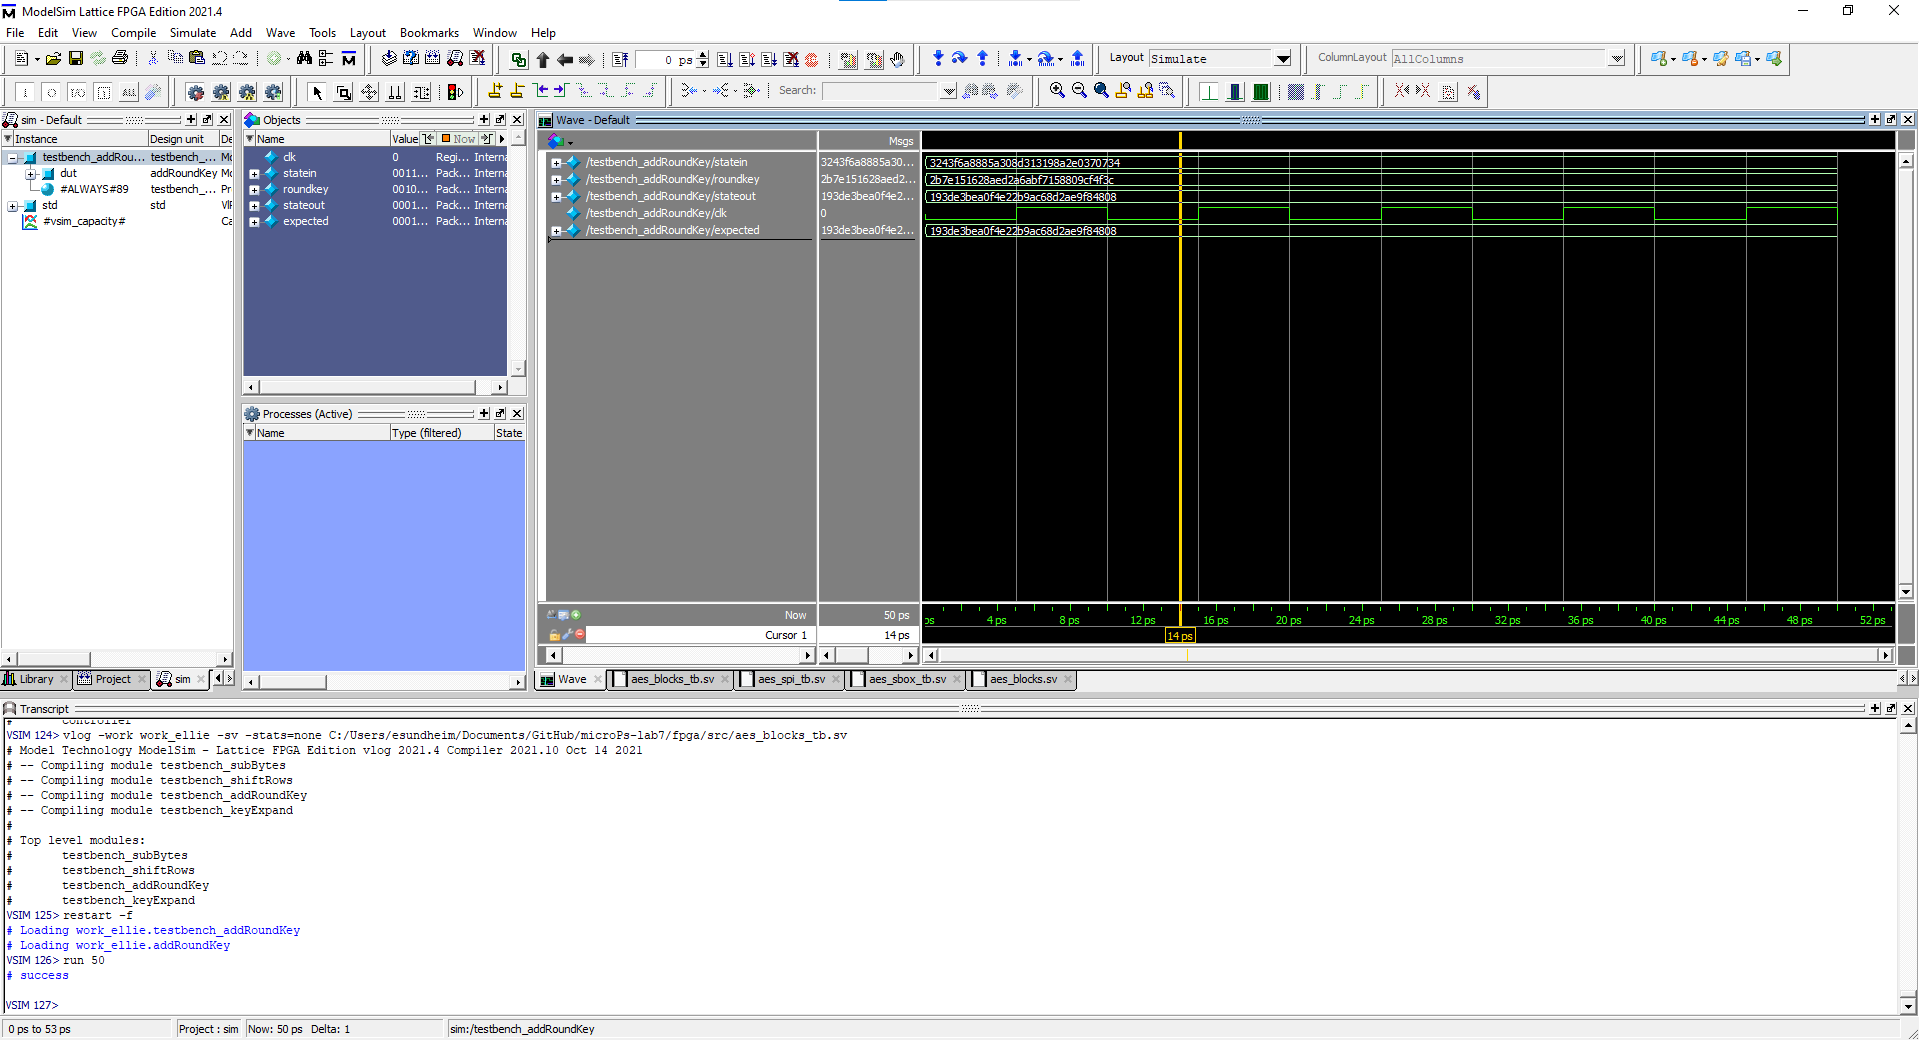 ModelSim Lattice FPGA Edition 2021.4
File Edit View Compile Simulate Add Wave Tools Layout Bookmarks Window Help
0 ps
Layout Simulate
ColumnLayout AllColumns
Search:
sim - Default
Instance Design unit De
testbench_addRou... testbench_... Mo
dut addRoundKey Mo
#ALWAYS#89 testbench_... Pr
std std VIP
#vsim_capacity# Ca
Objects
Name Value Now
clk 0 Regi... Interna
statein 0011... Pack... Interna
roundkey 0010... Pack... Interna
stateout 0001... Pack... Interna
expected 0001... Pack... Interna
Processes (Active)
Name Type (filtered) State
Wave - Default
Msgs
/testbench_addRoundKey/statein 3243f6a8885a30... 3243f6a8885a308d313198a2e0370734
/testbench_addRoundKey/roundkey 2b7e151628aed2... 2b7e151628aed2a6abf7158809cf4f3c
/testbench_addRoundKey/stateout 193de3bea0f4e2... 193de3bea0f4e22b9ac68d2ae9f84808
/testbench_addRoundKey/clk 0
/testbench_addRoundKey/expected 193de3bea0f4e2... 193de3bea0f4e22b9ac68d2ae9f84808
Now 50 ps
ps 4 ps 8 ps 12 ps 16 ps 20 ps 24 ps 28 ps 32 ps 36 ps 40 ps 44 ps 48 ps 52 ps
Cursor 1 14 ps
14 ps
Library Project sim
Wave aes_blocks_tb.sv aes_spi_tb.sv aes_sbox_tb.sv aes_blocks.sv
Transcript
# Controller
VSIM 124> vlog -work work_ellie -sv -stats=none C:/Users/esundheim/Documents/GitHub/microPs-lab7/fpga/src/aes_blocks_tb.sv
# Model Technology ModelSim - Lattice FPGA Edition vlog 2021.4 Compiler 2021.10 Oct 14 2021
# -- Compiling module testbench_subBytes
# -- Compiling module testbench_shiftRows
# -- Compiling module testbench_addRoundKey
# -- Compiling module testbench_keyExpand
#
# Top level modules:
# testbench_subBytes
# testbench_shiftRows
# testbench_addRoundKey
# testbench_keyExpand
VSIM 125> restart -f
# Loading work_ellie.testbench_addRoundKey
# Loading work_ellie.addRoundKey
VSIM 126> run 50
# success
VSIM 127>
0 ps to 53 ps Project : sim Now: 50 ps Delta: 1 sim:/testbench_addRoundKey